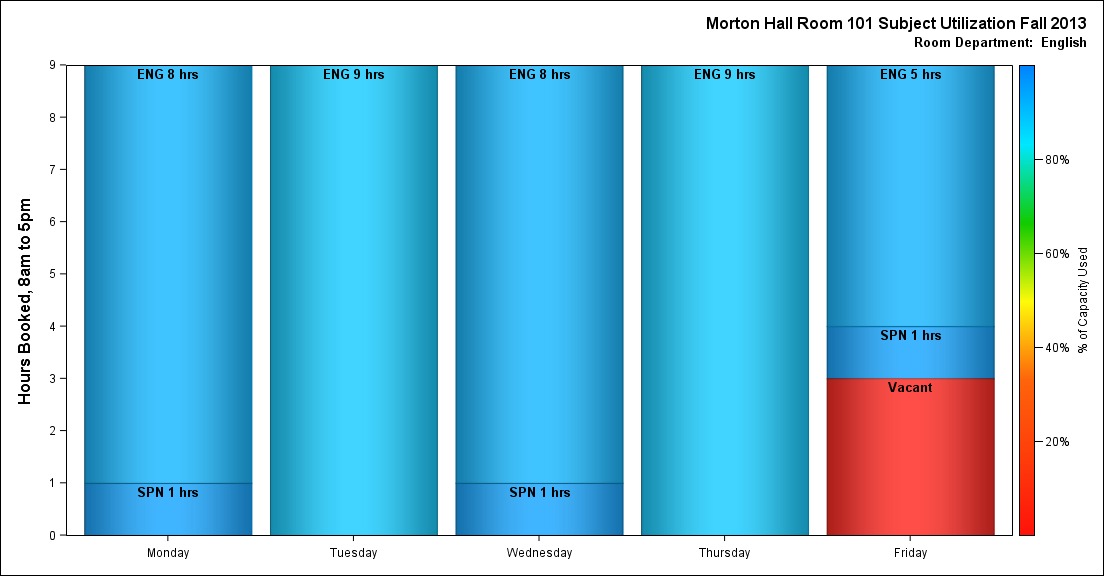 Morton Hall Room 101 Subject Utilization Fall 2013
Room Department:  English
Hours Booked, 8am to 5pm
9
8
7
6
5
4
3
2
1
0
ENG 8 hrs
SPN 1 hrs
ENG 9 hrs
ENG 8 hrs
SPN 1 hrs
ENG 9 hrs
ENG 5 hrs
SPN 1 hrs
Vacant
Monday
Tuesday
Wednesday
Thursday
Friday
80%
60%
40%
20%
% of Capacity Used